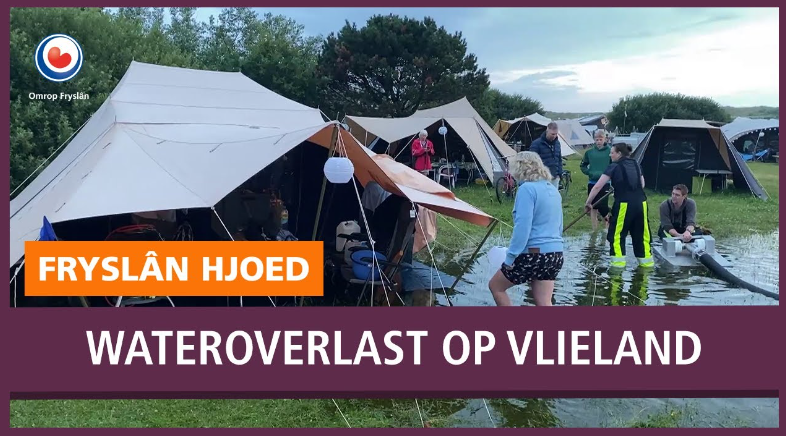 Omrop Fryslân
FRYSLÂN HJOED
WATEROVERLAST OP VLIELAND